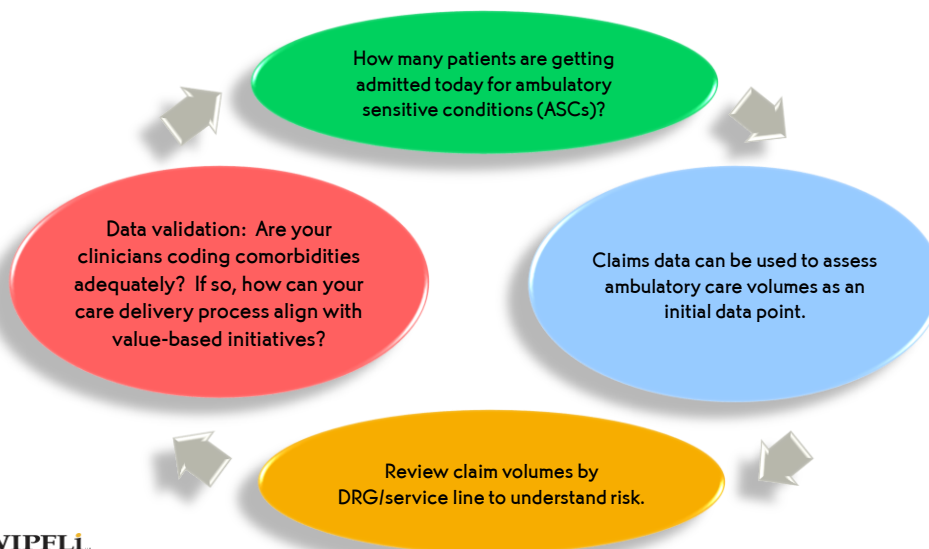 How many patients are getting
admitted today for ambulatory
sensitive conditions (ASCs)?
Data validation: Are your
clinicians coding comorbidities
adequately? If so, how can your
care delivery process align with
value-based initiatives?
Claims data can be used to assess
ambulatory care volumes as an
initial data point.
Review claim volumes by
DRG/service line to understand risk.
WIPFLi